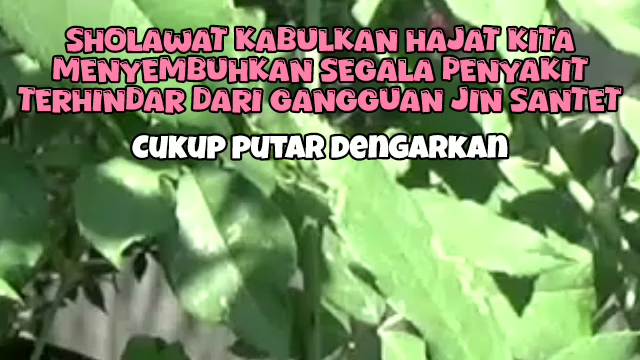 SHOLAWAT KABULKAN HAJAT KITA
MENYEMBUHKAN SEGALA PENYAKIT
TERHINDAR DARI GANGGUAN JIN SANTET
CUKUP PUTAR DENGARKAN